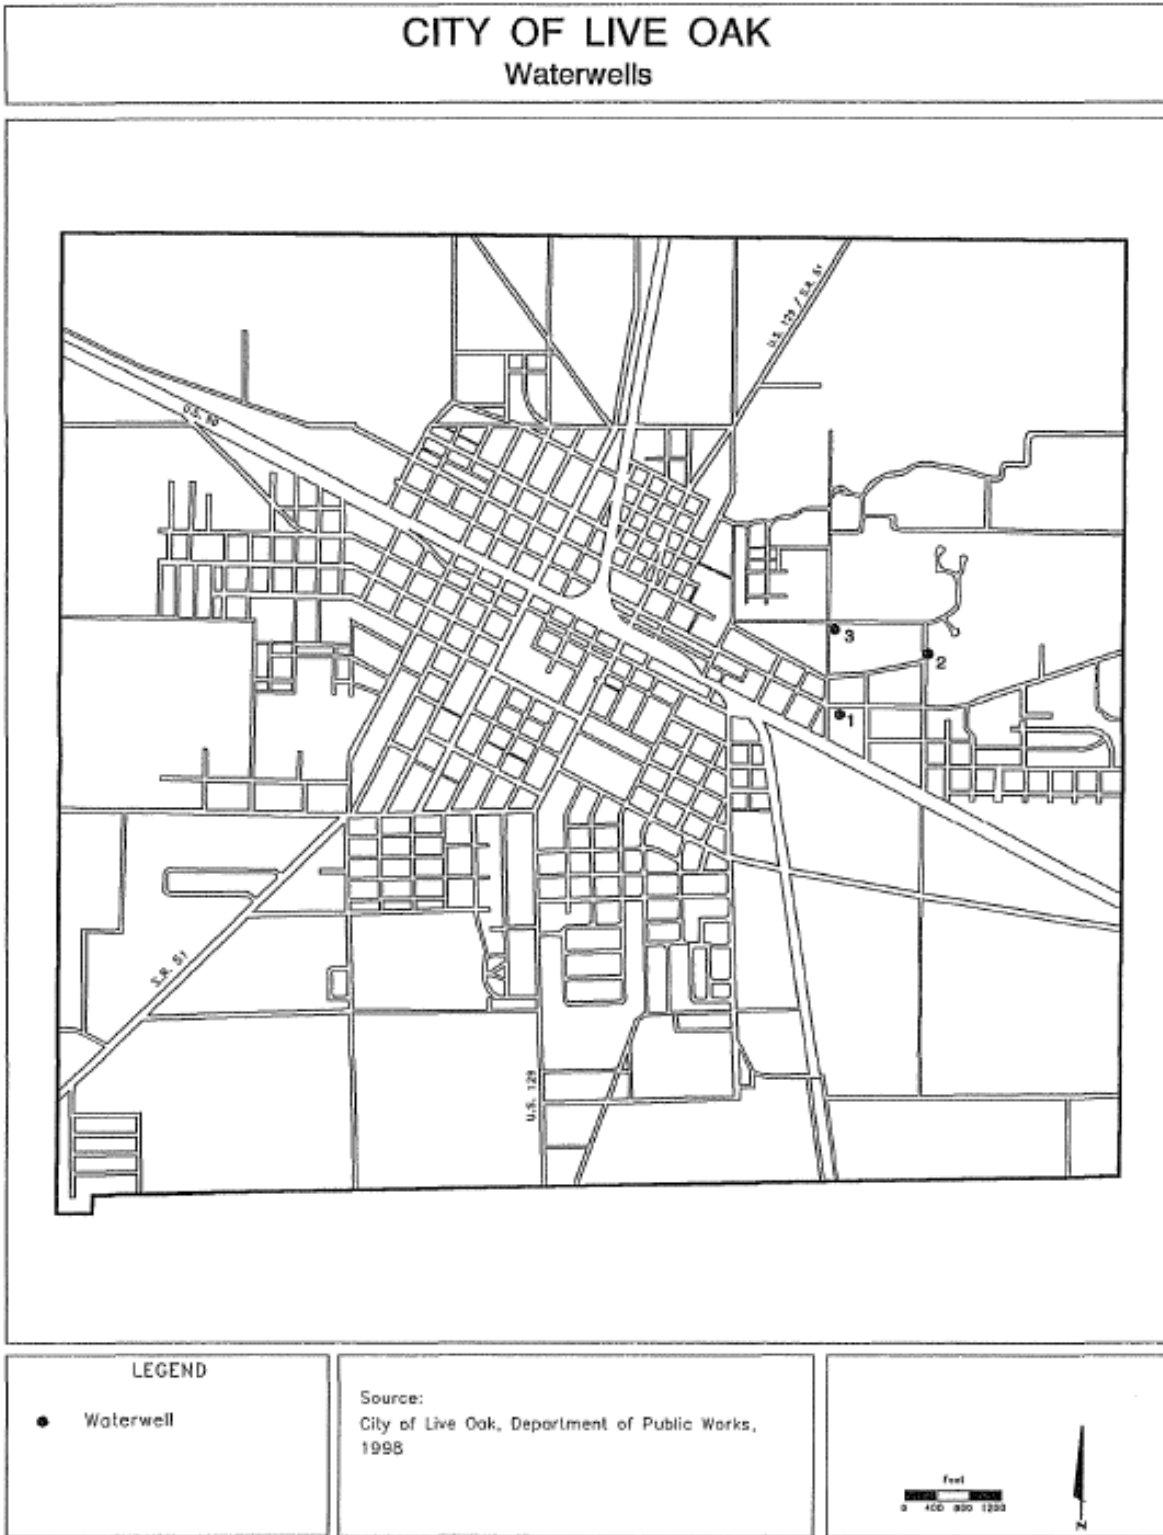 CITY OF LIVE OAK
Waterwells
U.S. 129 / S.R. 51
U.S. 90
3
2
1
S.R. 51
U.S. 129
LEGEND
Waterwell
Source:
City of Live Oak, Department of Public Works,
1998
Feet
0 400 800 1200
N